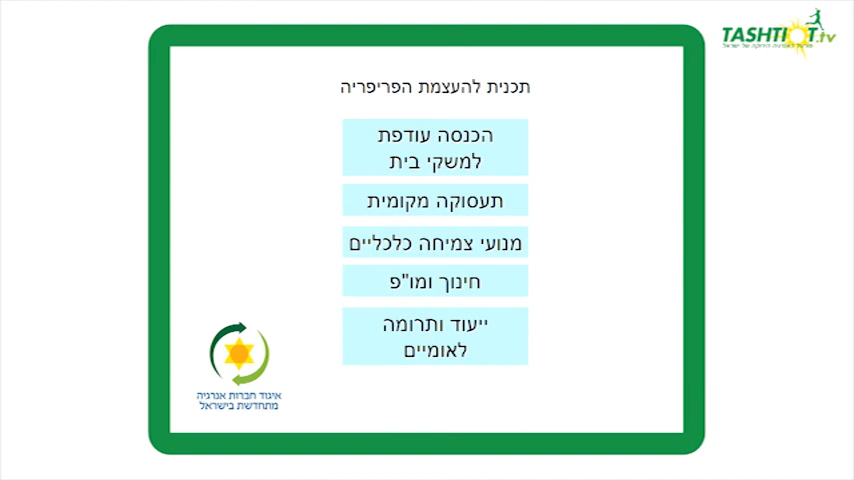 TASHTIOT.tv
תכנית להעצמת הפריפריה
הכנסה עודפת
למשקי בית
תעסוקה מקומית
מנועי צמיחה כלכליים
חינוך ומו"פ
ייעוד ותרומה
לאומיים
איגוד חברות אנרגיה
מתחדשת בישראל